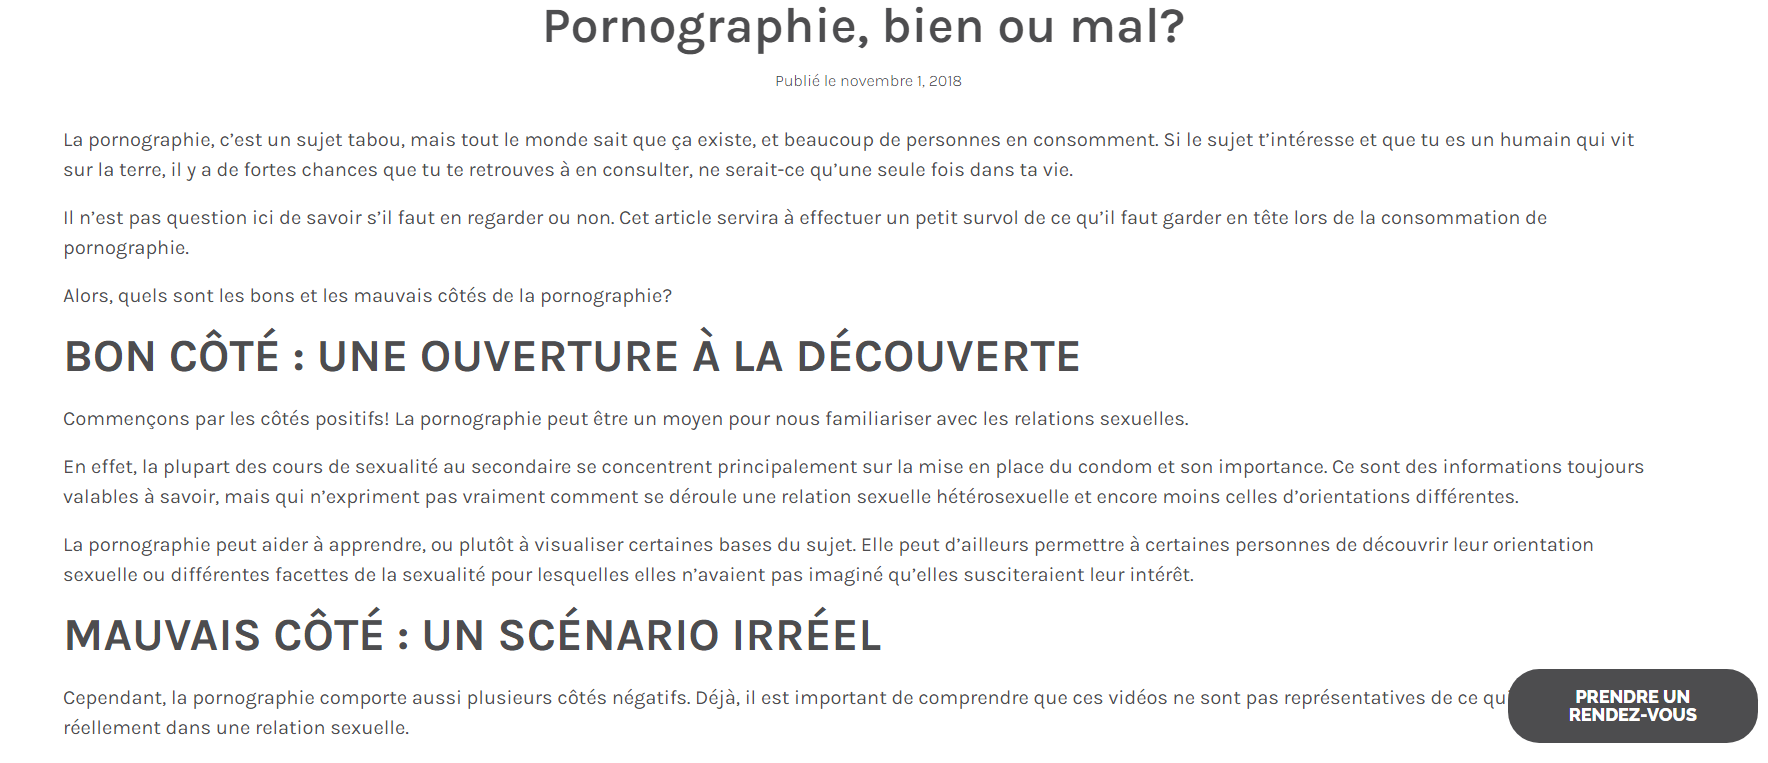 Pornographie, bien ou mal?
Publié le novembre 1, 2018
La pornographie, c’est un sujet tabou, mais tout le monde sait que ça existe, et beaucoup de personnes en consomment. Si le sujet t’intéresse et que tu es un humain qui vit
sur la terre, il y a de fortes chances que tu te retrouves à en consulter, ne serait-ce qu’une seule fois dans ta vie.
Il n’est pas question ici de savoir s’il faut en regarder ou non. Cet article servira à effectuer un petit survol de ce qu’il faut garder en tête lors de la consommation de
pornographie.
Alors, quels sont les bons et les mauvais côtés de la pornographie?
BON CÔTÉ : UNE OUVERTURE À LA DÉCOUVERTE
Commençons par les côtés positifs! La pornographie peut être un moyen pour nous familiariser avec les relations sexuelles.
En effet, la plupart des cours de sexualité au secondaire se concentrent principalement sur la mise en place du condom et son importance. Ce sont des informations toujours
valables à savoir, mais qui n’expriment pas vraiment comment se déroule une relation sexuelle hétérosexuelle et encore moins celles d’orientations différentes.
La pornographie peut aider à apprendre, ou plutôt à visualiser certaines bases du sujet. Elle peut d’ailleurs permettre à certaines personnes de découvrir leur orientation
sexuelle ou différentes facettes de la sexualité pour lesquelles elles n’avaient pas imaginé qu’elles susciteraient leur intérêt.
MAUVAIS CÔTÉ : UN SCÉNARIO IRRÉEL
Cependant, la pornographie comporte aussi plusieurs côtés négatifs. Déjà, il est important de comprendre que ces vidéos ne sont pas représentatives de ce
réellement dans une relation sexuelle.
PRENDRE UN
RENDEZ-VOUS